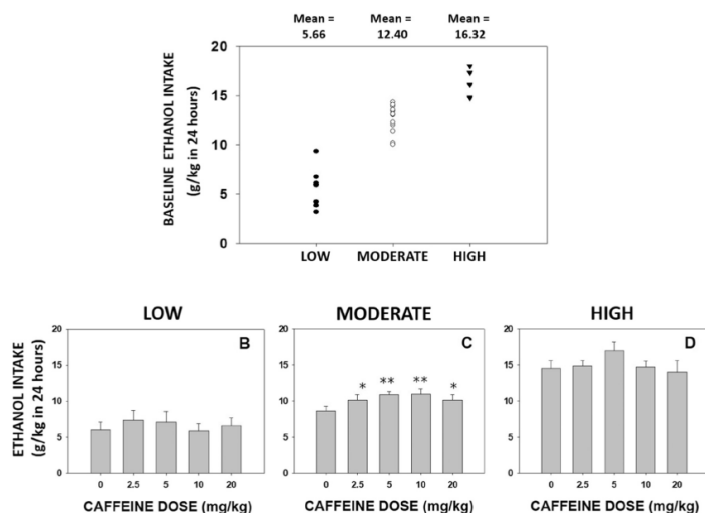 Mean = Mean = Mean =
5.66 12.40 16.32
BASELINE ETHANOL INTAKE
(g/kg in 24 hours)
20
15
10
5
0
LOW MODERATE HIGH
LOW MODERATE HIGH
ETHANOL INTAKE
(g/kg in 24 hours)
20 B 20 C 20 D
15 15 15
10 10 10
* ** ** *
5 5 5
0 0 0
0 2.5 5 10 20 0 2.5 5 10 20 0 2.5 5 10 20
CAFFEINE DOSE (mg/kg) CAFFEINE DOSE (mg/kg) CAFFEINE DOSE (mg/kg)